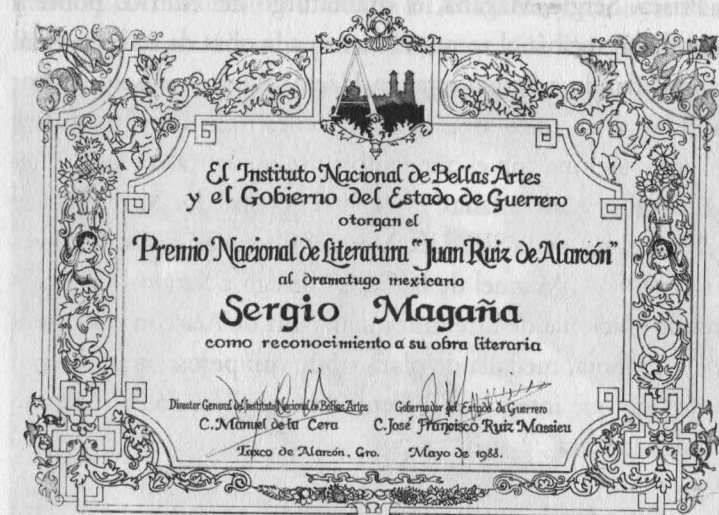 El Instituto Nacional de Bellas Artes
y el Gobierno del Estado de Guerrero
otorgan el
Premio Nacional de Literatura "Juan Ruiz de Alarcón"
al dramatugo mexicano
Sergio Magaña
como reconocimiento a su obra literaria
Director General del Instituto Nacional de Bellas Artes
C. Manuel de la Cera
Gobernador del Estado de Guerrero
C. José Francisco Ruiz Massieu
Taxco de Alarcón, Gro. Mayo de 1988.